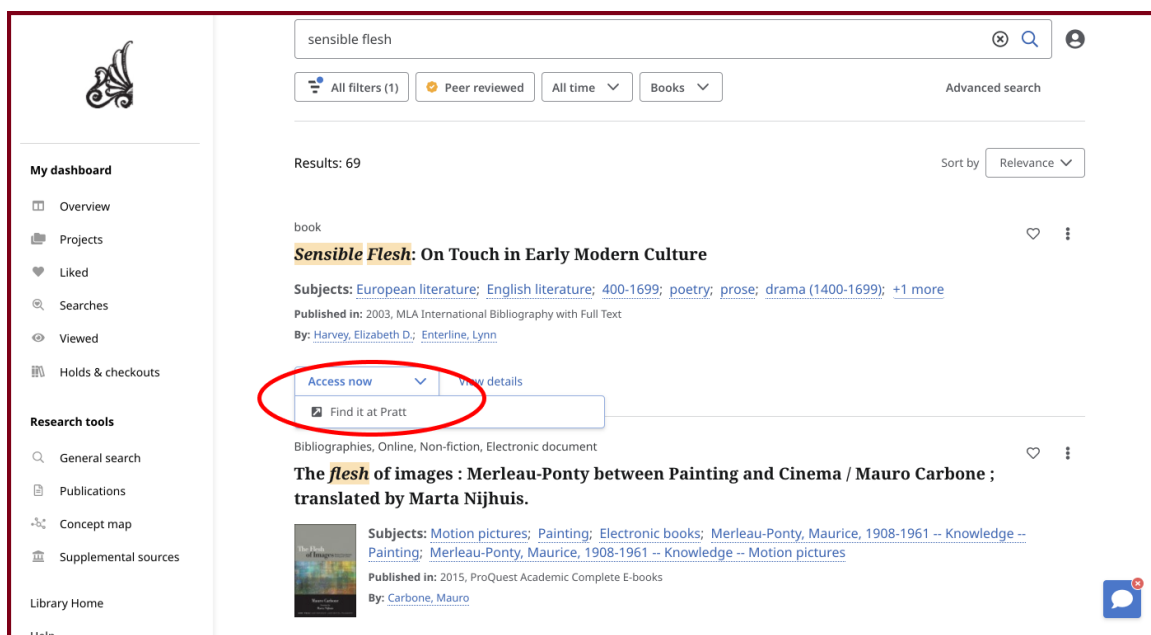 sensible flesh
All filters (1)
Peer reviewed
All time
Books
Advanced search
My dashboard
Overview
Projects
Liked
Searches
Viewed
Holds & checkouts
Research tools
General search
Publications
Concept map
Supplemental sources
Library Home
Help
Results: 69
Sort by
Relevance
book
Sensible Flesh: On Touch in Early Modern Culture
Subjects: European literature; English literature; 400-1699; poetry; prose; drama (1400-1699); +1 more
Published in: 2003, MLA International Bibliography with Full Text
By: Harvey, Elizabeth D.; Enterline, Lynn
Access now
View details
Find it at Pratt
Bibliographies, Online, Non-fiction, Electronic document
The flesh of images : Merleau-Ponty between Painting and Cinema / Mauro Carbone ;
translated by Marta Nijhuis.
The Flesh
of Images
Subjects: Motion pictures; Painting; Electronic books; Merleau-Ponty, Maurice, 1908-1961 -- Knowledge --
Painting; Merleau-Ponty, Maurice, 1908-1961 -- Knowledge -- Motion pictures
Published in: 2015, ProQuest Academic Complete E-books
By: Carbone, Mauro